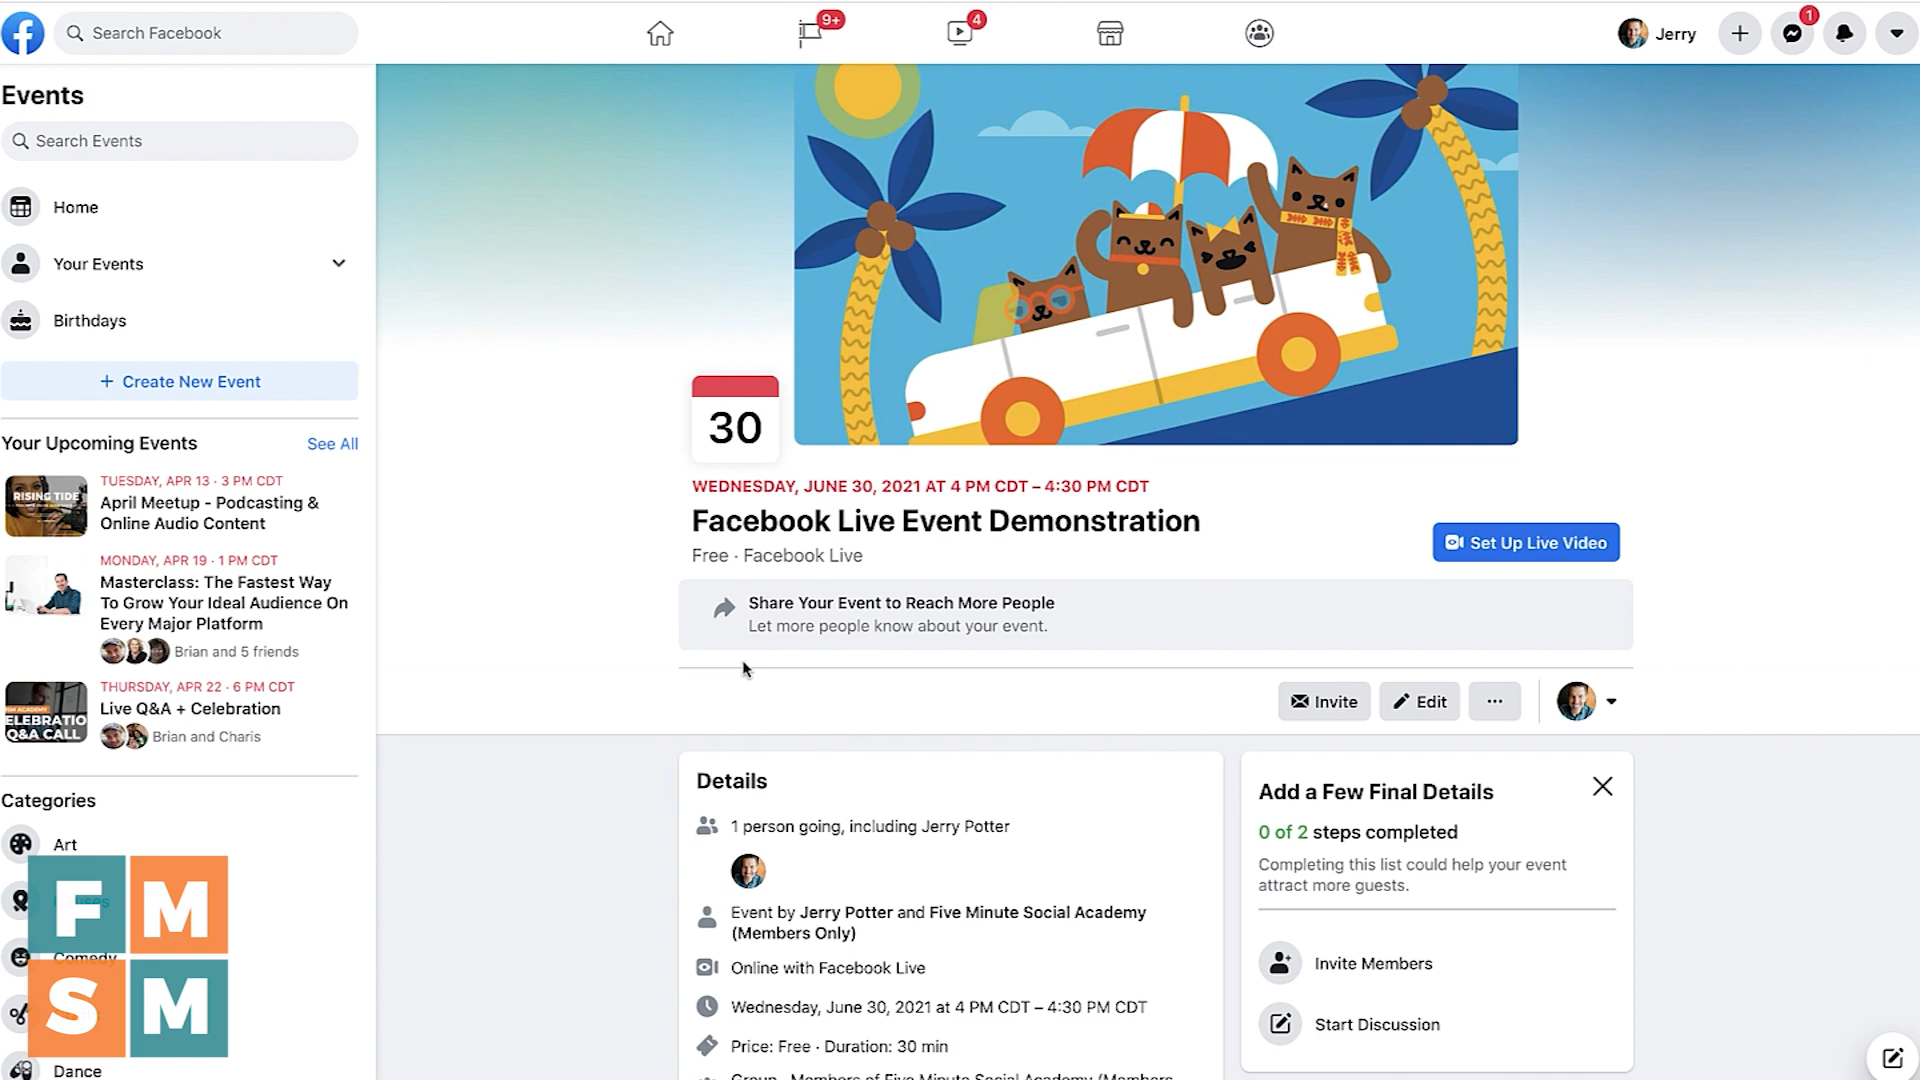 Search Facebook
9+
4
Jerry
1
Events
Search Events
Home
Your Events
Birthdays
+ Create New Event
Your Upcoming Events
See All
RISING TIDE
TUESDAY, APR 13 · 3 PM CDT
April Meetup - Podcasting &
Online Audio Content
MONDAY, APR 19 · 1 PM CDT
Masterclass: The Fastest Way
To Grow Your Ideal Audience On
Every Major Platform
Brian and 5 friends
ELEBRATIO
Q&A CALL
THURSDAY, APR 22 · 6 PM CDT
Live Q&A + Celebration
Brian and Charis
Categories
Art
Comedy
Dance
F M
S M
30
WEDNESDAY, JUNE 30, 2021 AT 4 PM CDT – 4:30 PM CDT
Facebook Live Event Demonstration
Free · Facebook Live
Set Up Live Video
Share Your Event to Reach More People
Let more people know about your event.
Invite
Edit
Details
1 person going, including Jerry Potter
Event by Jerry Potter and Five Minute Social Academy
(Members Only)
Online with Facebook Live
Wednesday, June 30, 2021 at 4 PM CDT – 4:30 PM CDT
Price: Free · Duration: 30 min
Group · Members of Five Minute Social Academy (Members
Add a Few Final Details
0 of 2 steps completed
Completing this list could help your event
attract more guests.
Invite Members
Start Discussion